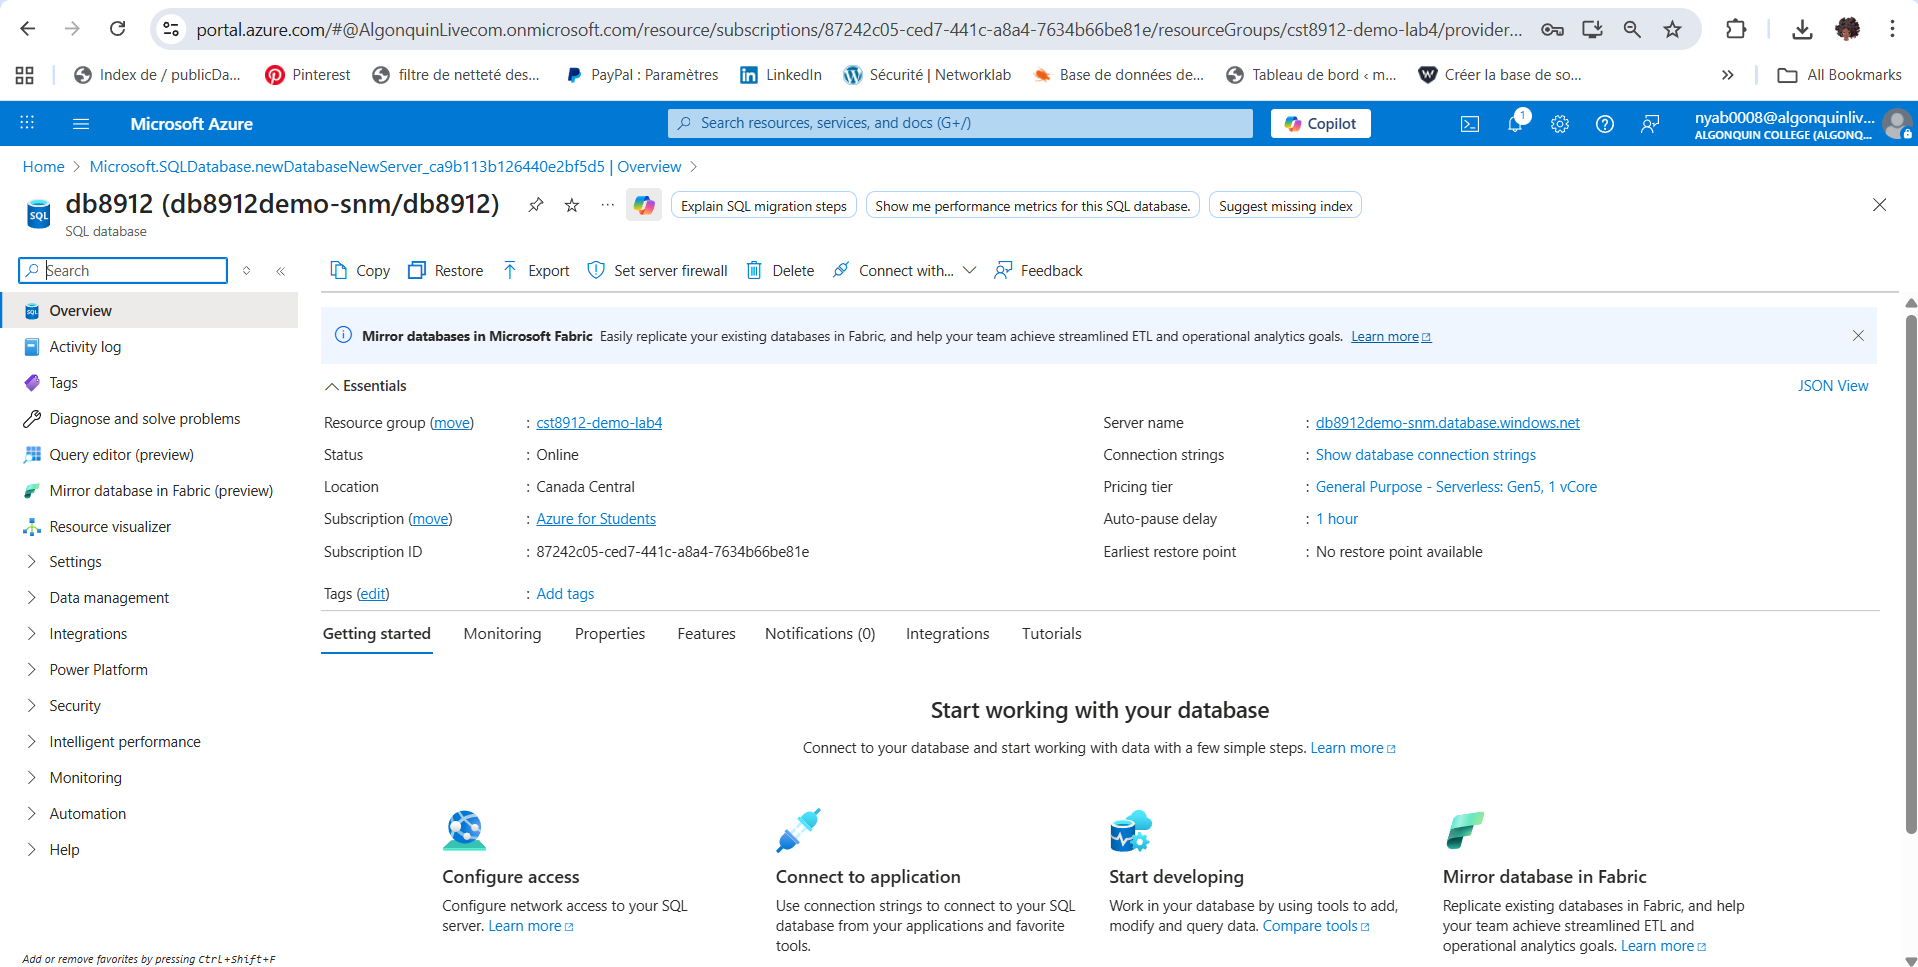 portal.azure.com/#@AlgonquinLivecom.onmicrosoft.com/resource/subscriptions/87242c05-ced7-441c-a8a4-7634b66be81e/resourceGroups/cst8912-demo-lab4/provider...
Index de / publicDa... Pinterest filtre de netteté des... PayPal : Paramètres LinkedIn Sécurité | Networklab Base de données de... Tableau de bord ‹ m... Créer la base de so... » All Bookmarks
Microsoft Azure Search resources, services, and docs (G+/) Copilot 1 nyab0008@algonquinliv...
ALGONQUIN COLLEGE (ALGONQ...
Home > Microsoft.SQLDatabase.newDatabaseNewServer_ca9b113b126440e2bf5d5 | Overview >
db8912 (db8912demo-snm/db8912) ... Explain SQL migration steps Show me performance metrics for this SQL database. Suggest missing index
SQL database
Search
Copy Restore Export Set server firewall Delete Connect with... Feedback
Overview
Activity log
Tags
Diagnose and solve problems
Query editor (preview)
Mirror database in Fabric (preview)
Resource visualizer
Settings
Data management
Integrations
Power Platform
Security
Intelligent performance
Monitoring
Automation
Help
Add or remove favorites by pressing Ctrl+Shift+F
Mirror databases in Microsoft Fabric Easily replicate your existing databases in Fabric, and help your team achieve streamlined ETL and operational analytics goals. Learn more
Essentials JSON View
Resource group (move) : cst8912-demo-lab4
Status : Online
Location : Canada Central
Subscription (move) : Azure for Students
Subscription ID : 87242c05-ced7-441c-a8a4-7634b66be81e
Tags (edit) : Add tags
Server name : db8912demo-snm.database.windows.net
Connection strings : Show database connection strings
Pricing tier : General Purpose - Serverless: Gen5, 1 vCore
Auto-pause delay : 1 hour
Earliest restore point : No restore point available
Getting started Monitoring Properties Features Notifications (0) Integrations Tutorials
Start working with your database
Connect to your database and start working with data with a few simple steps. Learn more
Configure access
Configure network access to your SQL
server. Learn more
Connect to application
Use connection strings to connect to your SQL
database from your applications and favorite
tools.
Start developing
Work in your database by using tools to add,
modify and query data. Compare tools
Mirror database in Fabric
Replicate existing databases in Fabric, and help
your team achieve streamlined ETL and
operational analytics goals. Learn more